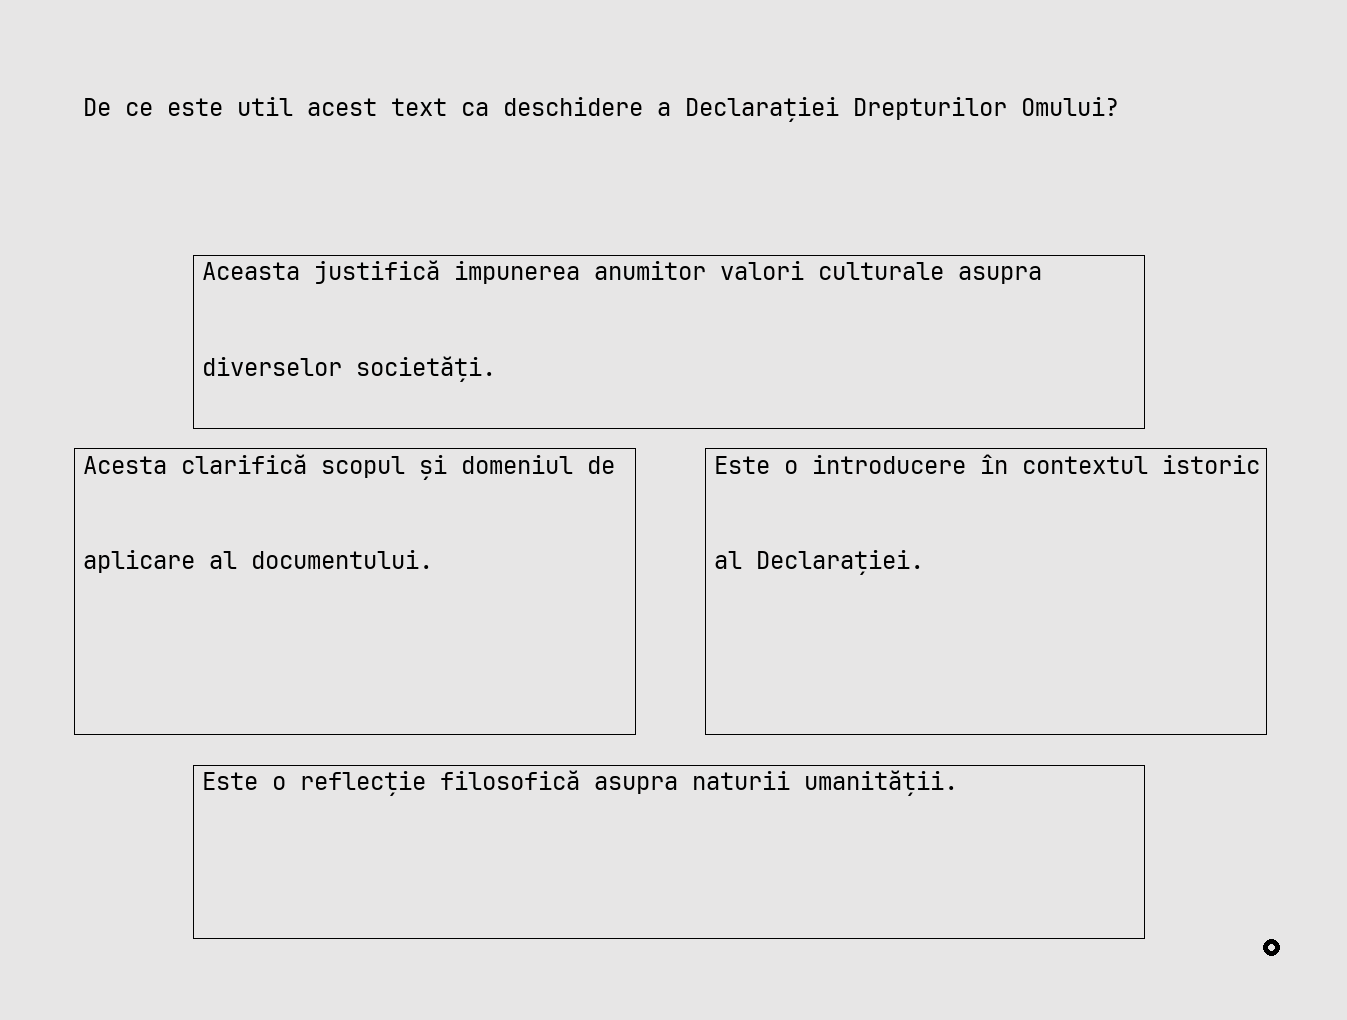 De ce este util acest text ca deschidere a Declarației Drepturilor Omului?
Aceasta justifică impunerea anumitor valori culturale asupra
diverselor societăți.
Acesta clarifică scopul și domeniul de
aplicare al documentului.
Este o introducere în contextul istoric
al Declarației.
Este o reflecție filosofică asupra naturii umanității.